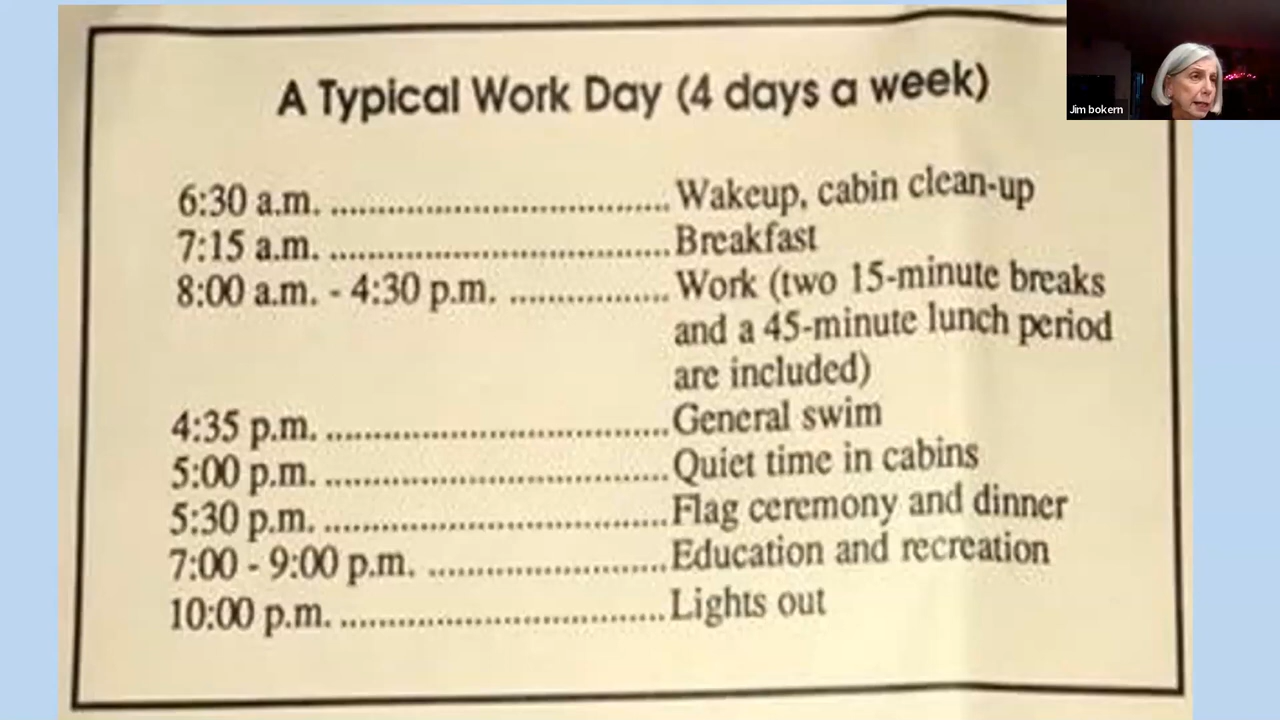 A Typical Work Day (4 days a week)
6:30 a.m. .................................... Wakeup, cabin clean-up
7:15 a.m. .................................... Breakfast
8:00 a.m. - 4:30 p.m. ................. Work (two 15-minute breaks
and a 45-minute lunch period
are included)
4:35 p.m. .................................... General swim
5:00 p.m. .................................... Quiet time in cabins
5:30 p.m. .................................... Flag ceremony and dinner
7:00 - 9:00 p.m. ......................... Education and recreation
10:00 p.m. .................................. Lights out
Jim bokern